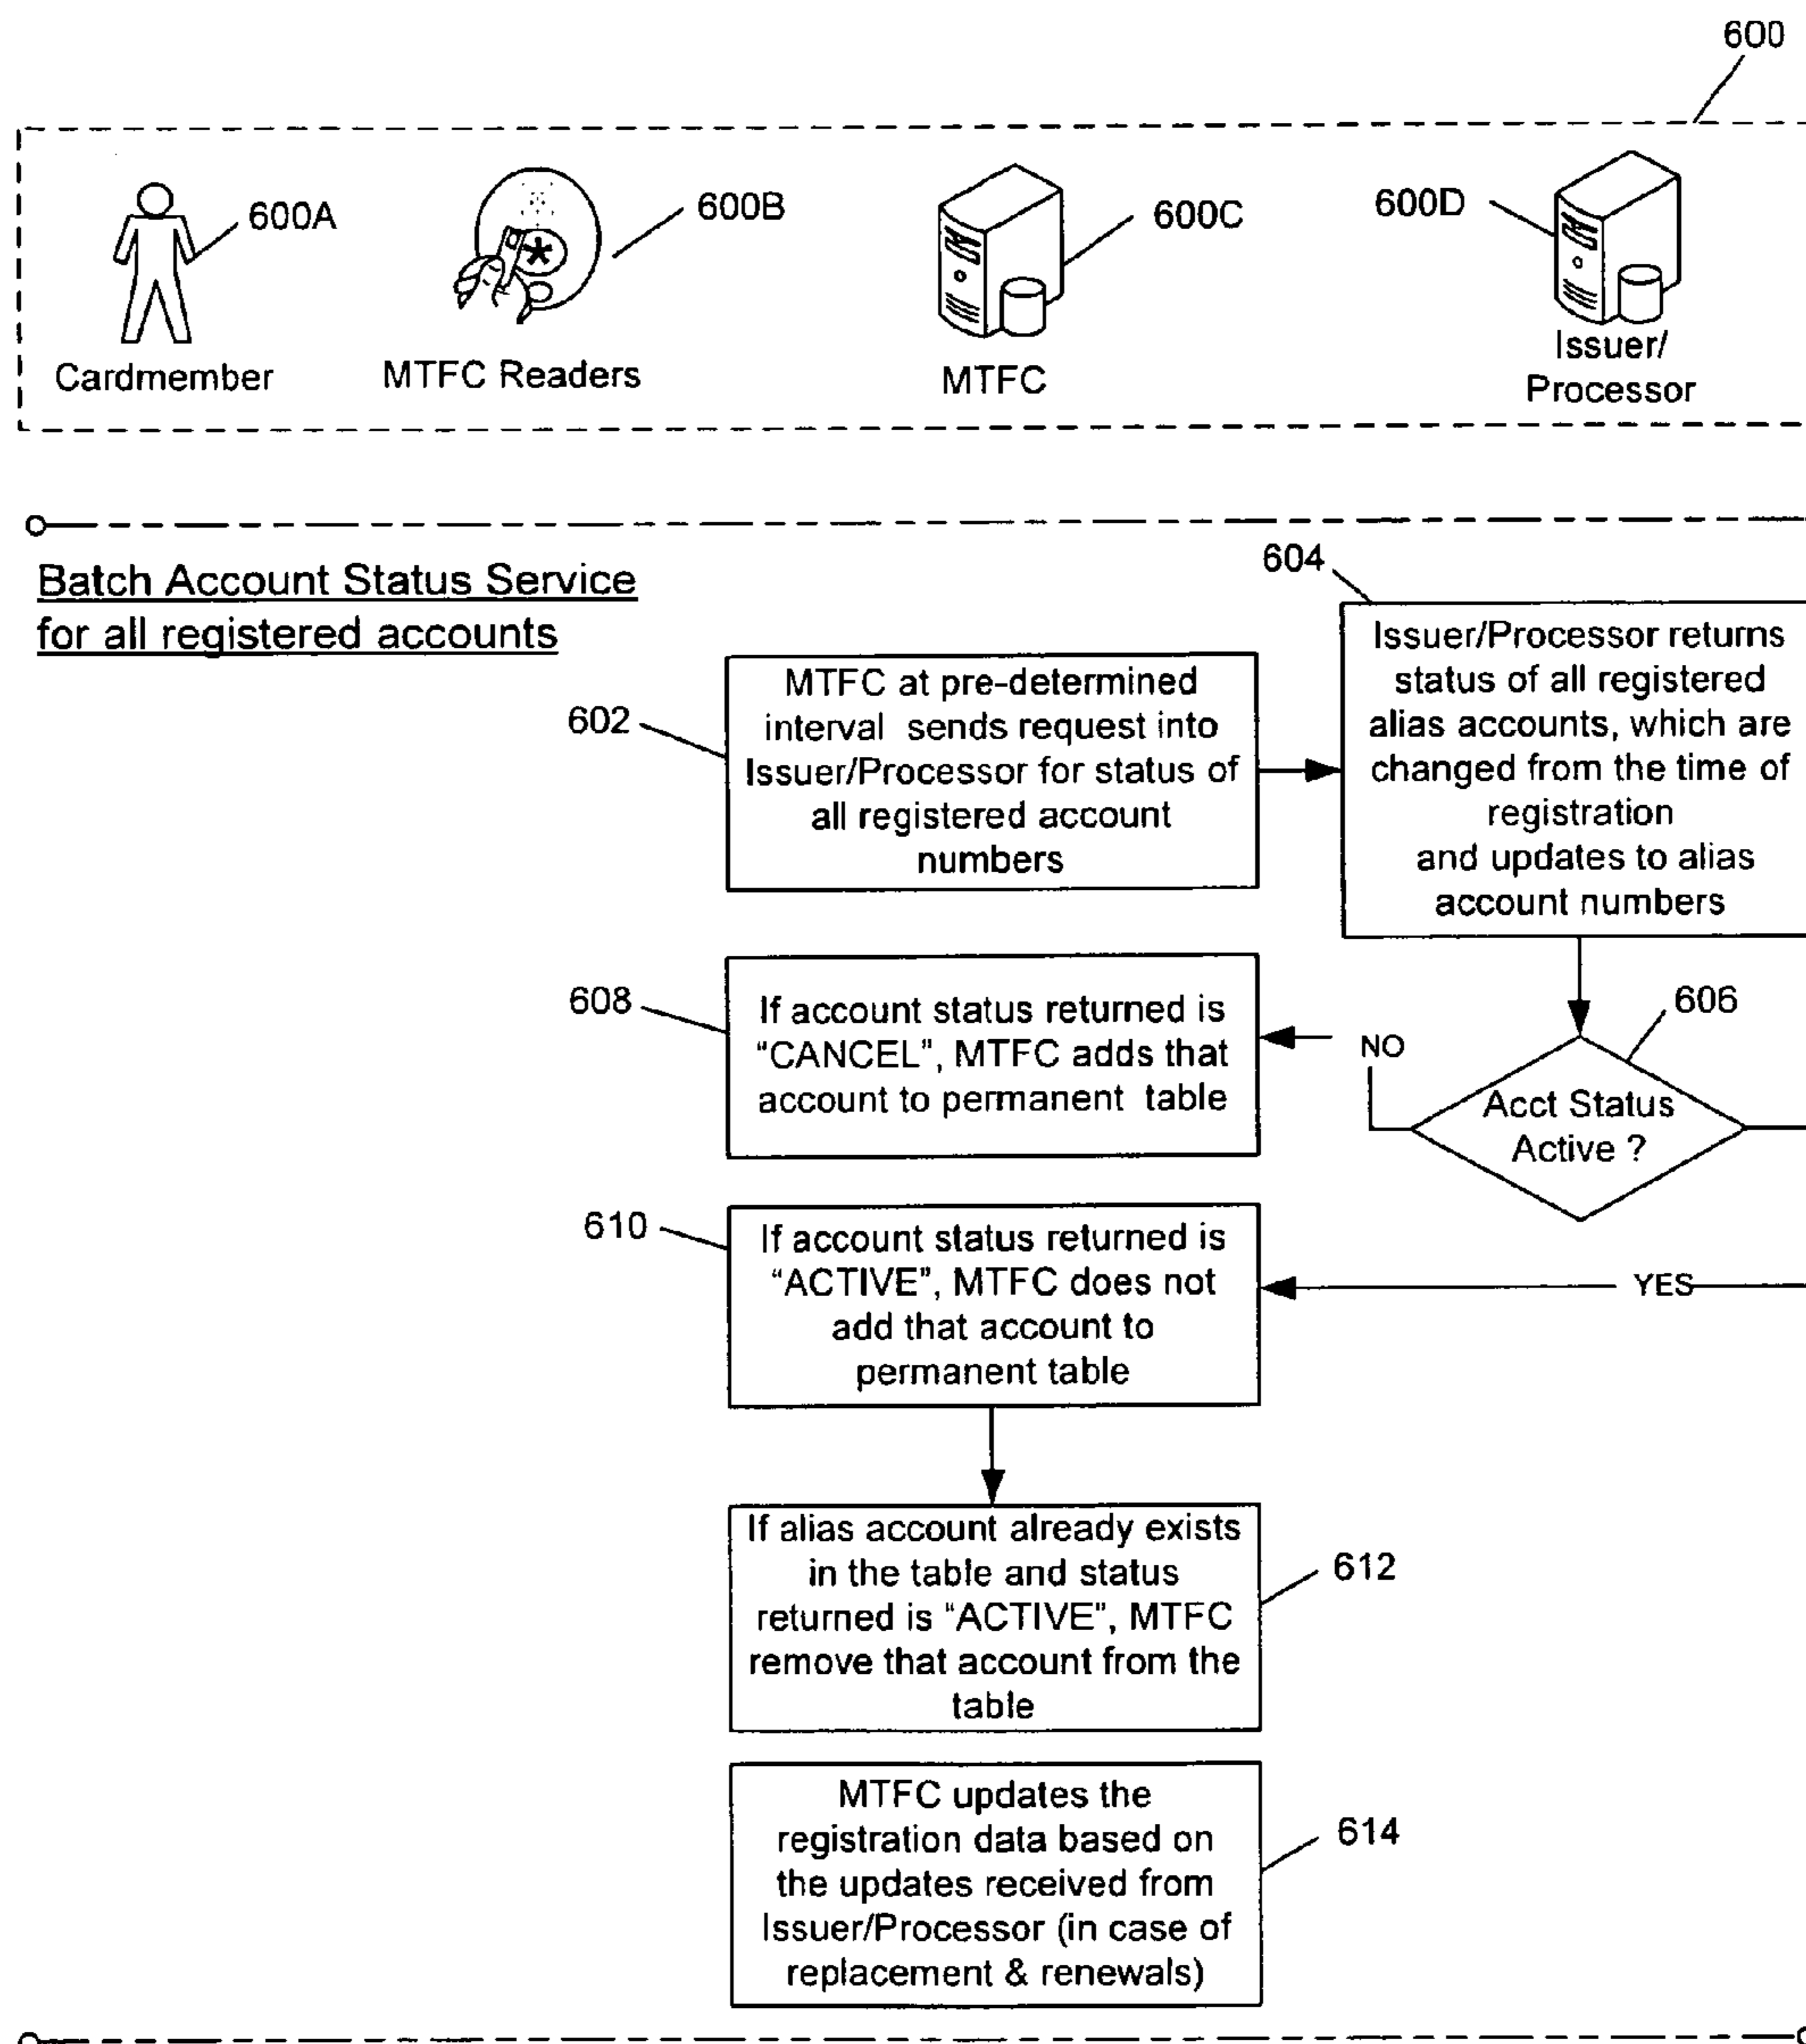 600
600A
600B
600C
600D
Cardmember
MTFC Readers
MTFC
Issuer/
Processor
Batch Account Status Service
for all registered accounts
602
MTFC at pre-determined
interval sends request into
Issuer/Processor for status of
all registered account
numbers
604
Issuer/Processor returns
status of all registered
alias accounts, which are
changed from the time of
registration
and updates to alias
account numbers
608
If account status returned is
“CANCEL”, MTFC adds that
account to permanent table
NO
606
Acct Status
Active ?
610
If account status returned is
“ACTIVE”, MTFC does not
add that account to
permanent table
YES
If alias account already exists
in the table and status
returned is “ACTIVE”, MTFC
remove that account from the
table
612
MTFC updates the
registration data based on
the updates received from
Issuer/Processor (in case of
replacement & renewals)
614